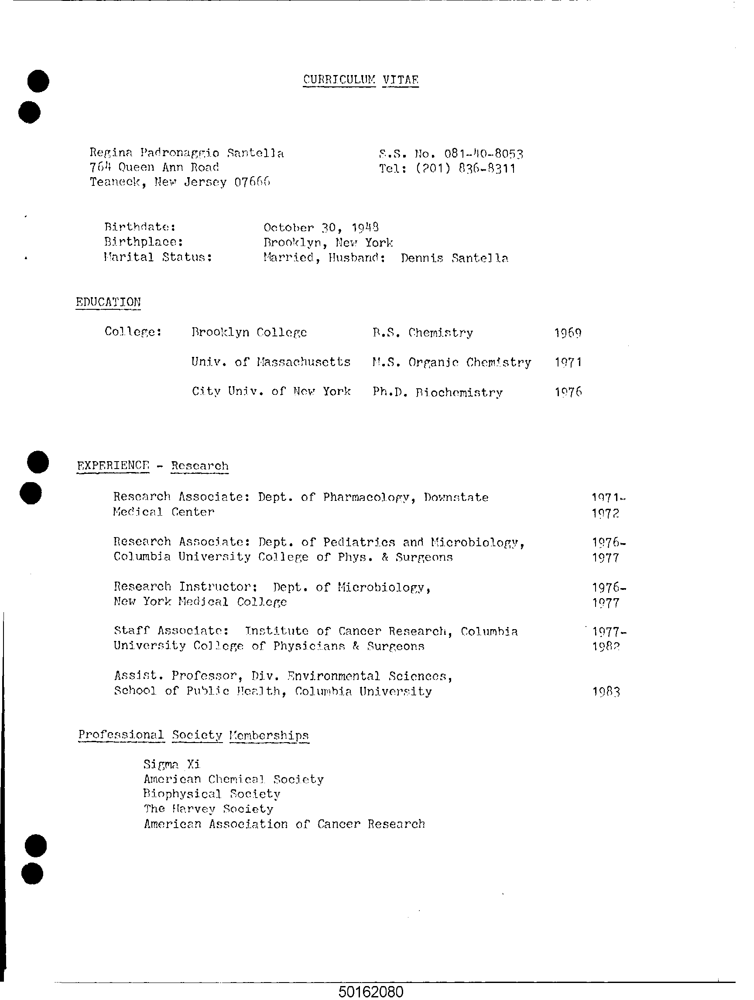 CURRICULUM VITAE
Regina Padronaggio Santella S.S. No. 081-40-8053
764 Queen Ann Road Tel: (201) 836-8311
Teaneck, New Jersey 07666
Birthdate: October 30, 1948
Birthplace: Brooklyn, New York
Marital Status: Married, Husband: Dennis Santella
EDUCATION
College: Brooklyn College B.S. Chemistry 1969
Univ. of Massachusetts M.S. Organic Chemistry 1971
City Univ. of New York Ph.D. Biochemistry 1976
EXPERIENCE - Research
Research Associate: Dept. of Pharmacology, Downstate 1971-
Medical Center 1972
Research Associate: Dept. of Pediatrics and Microbiology, 1976-
Columbia University College of Phys. & Surgeons 1977
Research Instructor: Dept. of Microbiology, 1976-
New York Medical College 1977
Staff Associate: Institute of Cancer Research, Columbia 1977-
University College of Physicians & Surgeons 1982
Assist. Professor, Div. Environmental Sciences,
School of Public Health, Columbia University 1983
Professional Society Memberships
Sigma Xi
American Chemical Society
Biophysical Society
The Harvey Society
American Association of Cancer Research
50162080